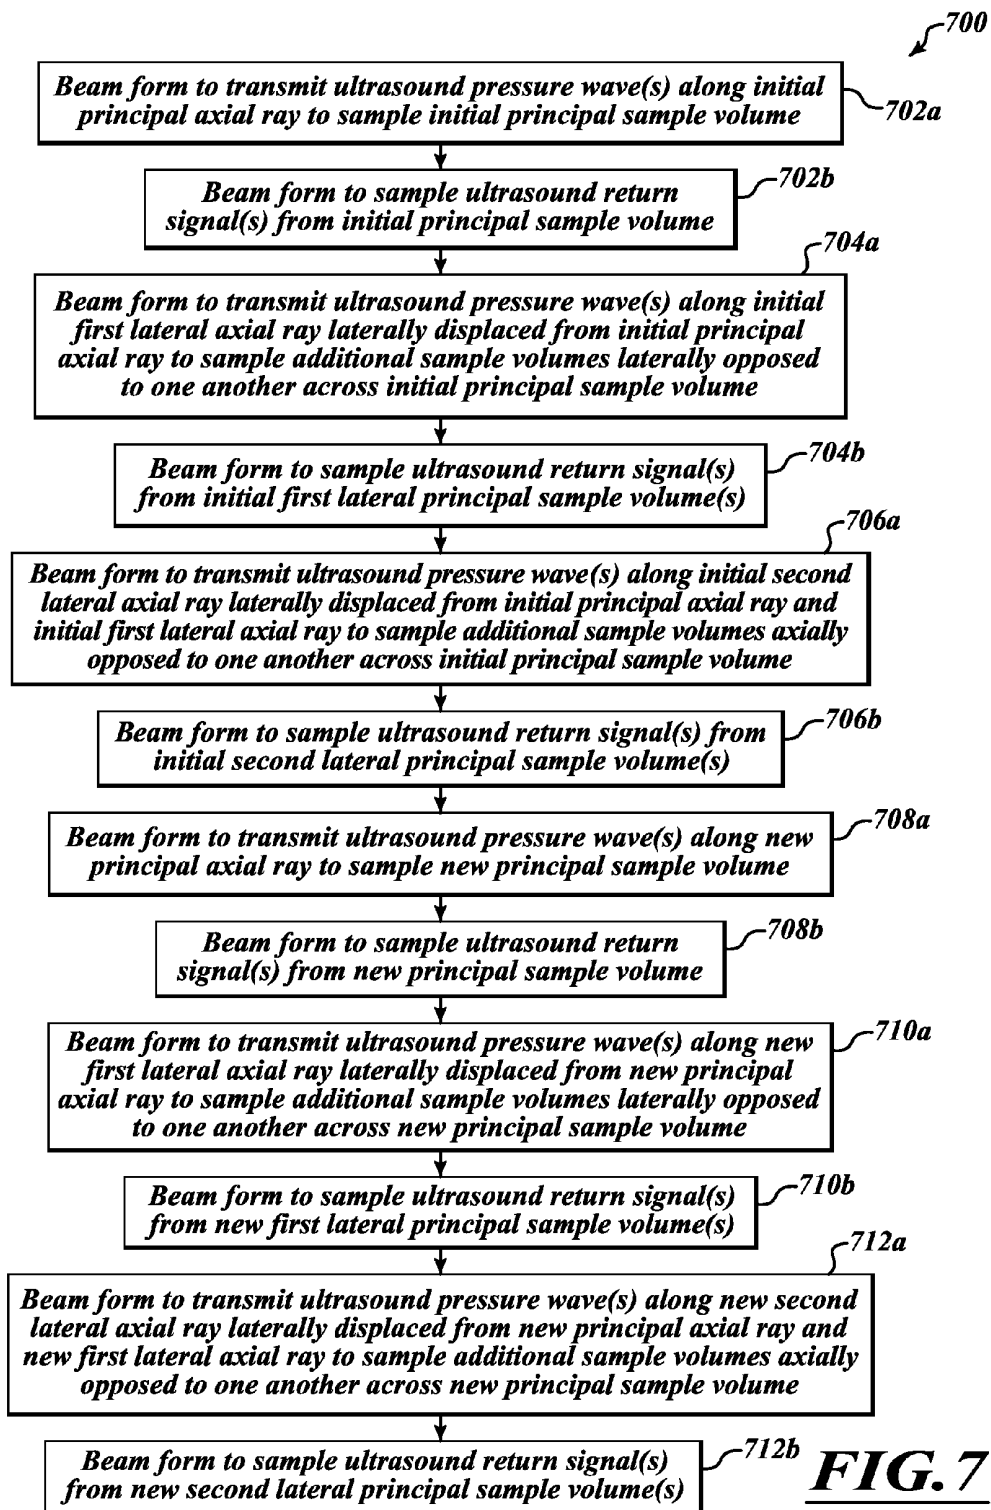 700
Beam form to transmit ultrasound pressure wave(s) along initial
principal axial ray to sample initial principal sample volume
702a
Beam form to sample ultrasound return
signal(s) from initial principal sample volume
702b
704a
Beam form to transmit ultrasound pressure wave(s) along initial
first lateral axial ray laterally displaced from initial principal
axial ray to sample additional sample volumes laterally opposed
to one another across initial principal sample volume
Beam form to sample ultrasound return signal(s)
from initial first lateral principal sample volume(s)
704b
706a
Beam form to transmit ultrasound pressure wave(s) along initial second
lateral axial ray laterally displaced from initial principal axial ray and
initial first lateral axial ray to sample additional sample volumes axially
opposed to one another across initial principal sample volume
Beam form to sample ultrasound return signal(s) from
initial second lateral principal sample volume(s)
706b
Beam form to transmit ultrasound pressure wave(s) along new
principal axial ray to sample new principal sample volume
708a
Beam form to sample ultrasound return
signal(s) from new principal sample volume
708b
Beam form to transmit ultrasound pressure wave(s) along new
first lateral axial ray laterally displaced from new principal
axial ray to sample additional sample volumes laterally opposed
to one another across new principal sample volume
710a
Beam form to sample ultrasound return signal(s)
from new first lateral principal sample volume(s)
710b
712a
Beam form to transmit ultrasound pressure wave(s) along new second
lateral axial ray laterally displaced from new principal axial ray and
new first lateral axial ray to sample additional sample volumes axially
opposed to one another across new principal sample volume
Beam form to sample ultrasound return signal(s)
from new second lateral principal sample volume(s)
712b
FIG. 7